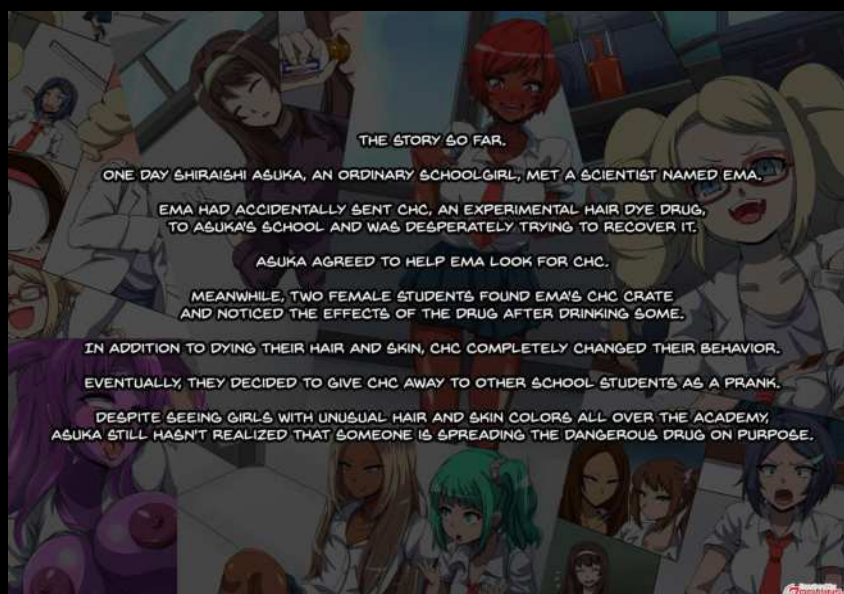 THE STORY SO FAR.
ONE DAY SHIRAISHI ASUKA, AN ORDINARY SCHOOLGIRL, MET A SCIENTIST NAMED EMA.
EMA HAD ACCIDENTALLY SENT CHC, AN EXPERIMENTAL HAIR DYE DRUG,
TO ASUKA'S SCHOOL AND WAS DESPERATELY TRYING TO RECOVER IT.
ASUKA AGREED TO HELP EMA LOOK FOR CHC.
MEANWHILE, TWO FEMALE STUDENTS FOUND EMA'S CHC CRATE
AND NOTICED THE EFFECTS OF THE DRUG AFTER DRINKING SOME.
IN ADDITION TO DYING THEIR HAIR AND SKIN, CHC COMPLETELY CHANGED THEIR BEHAVIOR.
EVENTUALLY, THEY DECIDED TO GIVE CHC AWAY TO OTHER SCHOOL STUDENTS AS A PRANK.
DESPITE SEEING GIRLS WITH UNUSUAL HAIR AND SKIN COLORS ALL OVER THE ACADEMY,
ASUKA STILL HASN'T REALIZED THAT SOMEONE IS SPREADING THE DANGEROUS DRUG ON PURPOSE.